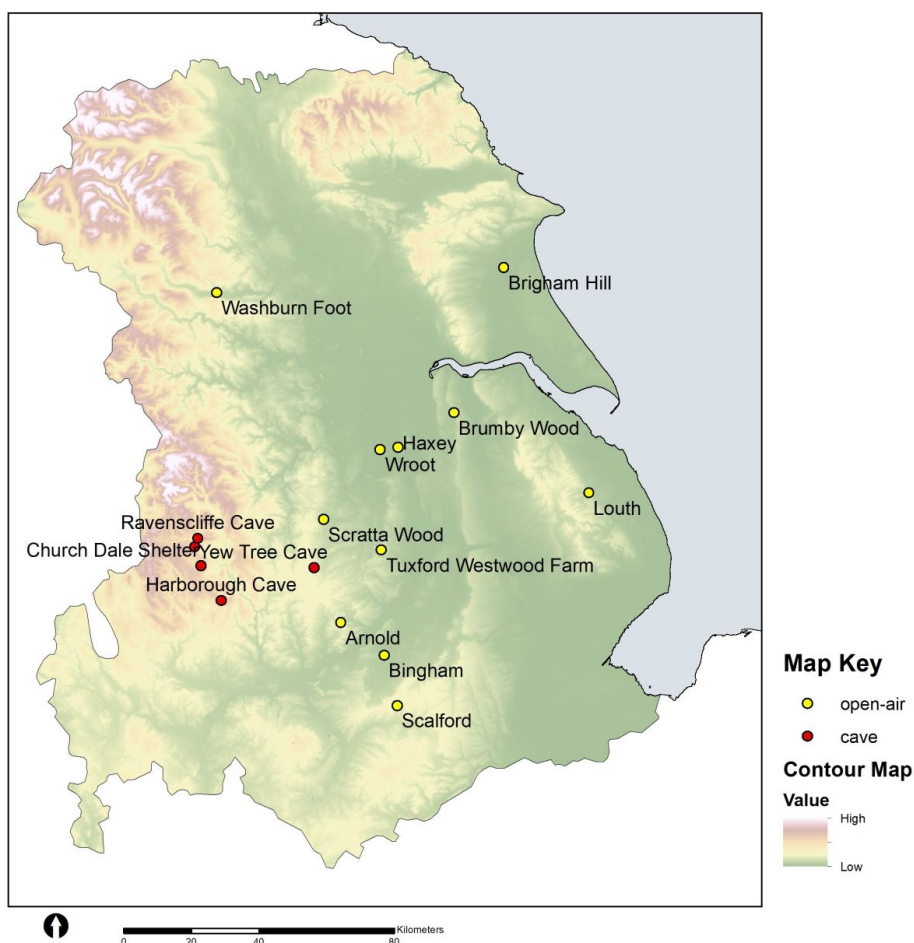 Brigham Hill
Washburn Foot
Brumby Wood
Haxey
Wroot
Louth
Ravenscliffe Cave
Scratta Wood
Church Dale Shelter
Yew Tree Cave
Tuxford Westwood Farm
Harborough Cave
Arnold
Bingham
Scalford
Map Key
open-air
cave
Contour Map
Value
High
Low
Kilometers
0 20 40 80